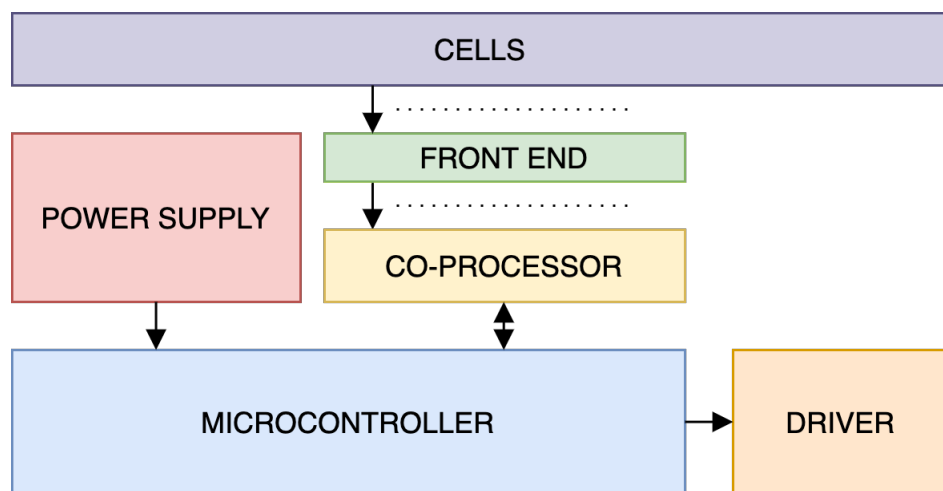 CELLS
FRONT END
POWER SUPPLY
CO-PROCESSOR
MICROCONTROLLER
DRIVER